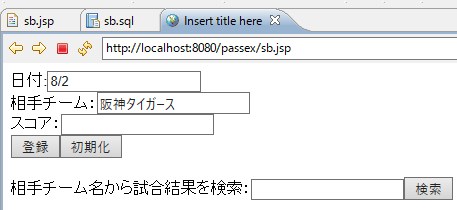 sb.jsp sb.sql Insert title here
http://localhost:8080/passex/sb.jsp
日付:8/2
相手チーム：阪神タイガース
スコア：
登録 初期化
相手チーム名から試合結果を検索：検索